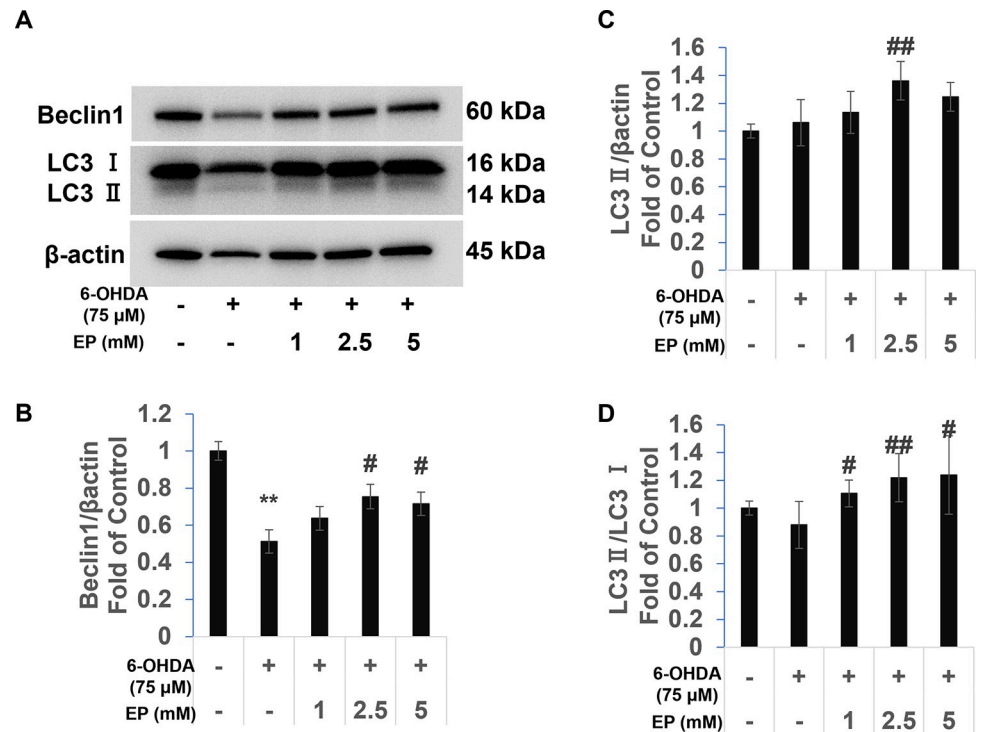 A
Beclin1
60 kDa
LC3 Ⅰ
16 kDa
LC3 Ⅱ
14 kDa
β-actin
45 kDa
6-OHDA
(75 µM)
- + + + +
EP (mM)
- - 1 2.5 5
B
Beclin1/βactin
Fold of Control
1.2
1
0.8
0.6
0.4
0.2
0
**
#
#
6-OHDA
(75 µM)
- + + + +
EP (mM)
- - 1 2.5 5
C
LC3Ⅱ/βactin
Fold of Control
1.6
1.4
1.2
1
0.8
0.6
0.4
0.2
0
##
6-OHDA
(75 µM)
- + + + +
EP (mM)
- - 1 2.5 5
D
LC3Ⅱ/LC3 Ⅰ
Fold of Control
1.6
1.4
1.2
1
0.8
0.6
0.4
0.2
0
#
##
#
6-OHDA
(75 µM)
- + + + +
EP (mM)
- - 1 2.5 5